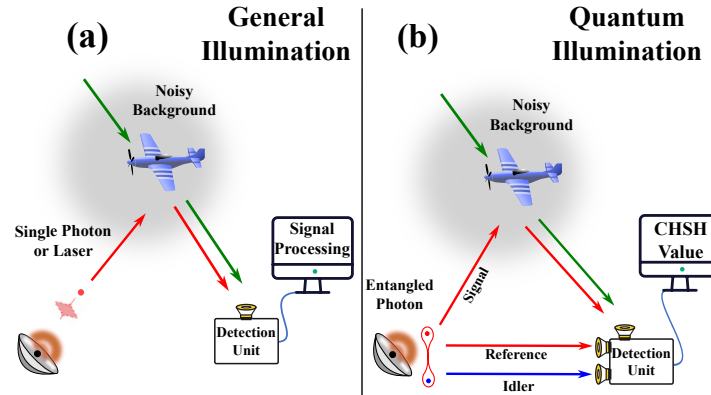 (a)
General
Illumination
Noisy
Background
Single Photon
or Laser
Signal
Processing
Detection
Unit
(b)
Quantum
Illumination
Noisy
Background
CHSH
Value
Entangled
Photon
Signal
Reference
Idler
Detection
Unit